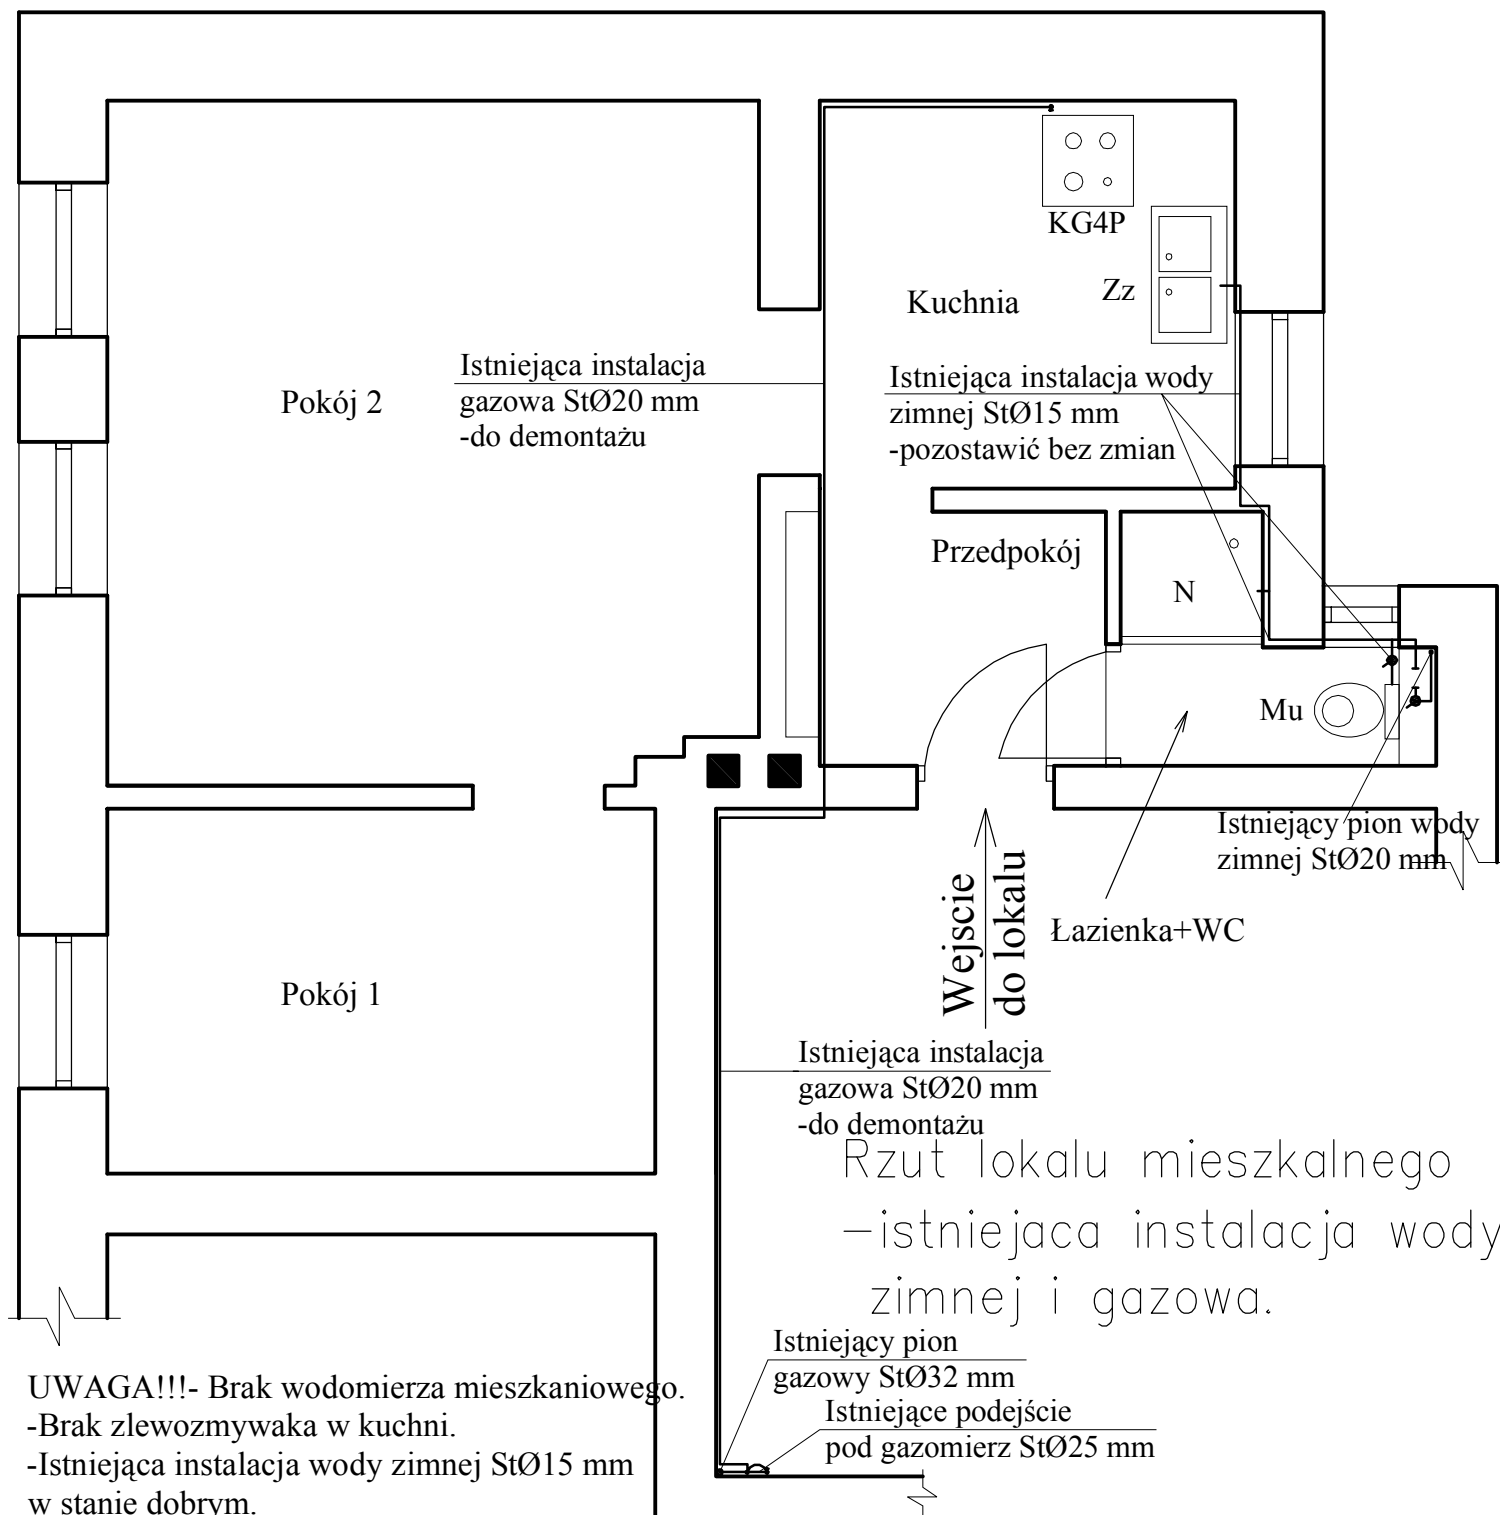 KG4P
Zz
Kuchnia
Istniejąca instalacja
gazowa StØ20 mm
-do demontażu
Pokój 2
Istniejąca instalacja wody
zimnej StØ15 mm
-pozostawić bez zmian
Przedpokój
N
Mu
Istniejący pion wody
zimnej StØ20 mm
Wejscie
do lokalu
Łazienka+WC
Pokój 1
Istniejąca instalacja
gazowa StØ20 mm
-do demontażu
Rzut lokalu mieszkalnego
-istniejaca instalacja wody
zimnej i gazowa.
Istniejący pion
gazowy StØ32 mm
Istniejące podejście
pod gazomierz StØ25 mm
UWAGA!!!- Brak wodomierza mieszkaniowego.
-Brak zlewozmywaka w kuchni.
-Istniejąca instalacja wody zimnej StØ15 mm
w stanie dobrym.